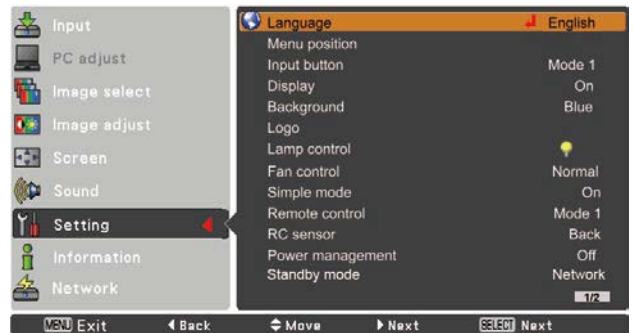 Input
PC adjust
Image select
Image adjust
Screen
Sound
Setting
Information
Network
Language English
Menu position
Input button Mode 1
Display On
Background Blue
Logo
Lamp control
Fan control Normal
Simple mode On
Remote control Mode 1
RC sensor Back
Power management Off
Standby mode Network
1/2
MENU Exit Back Move Next SELECT Next